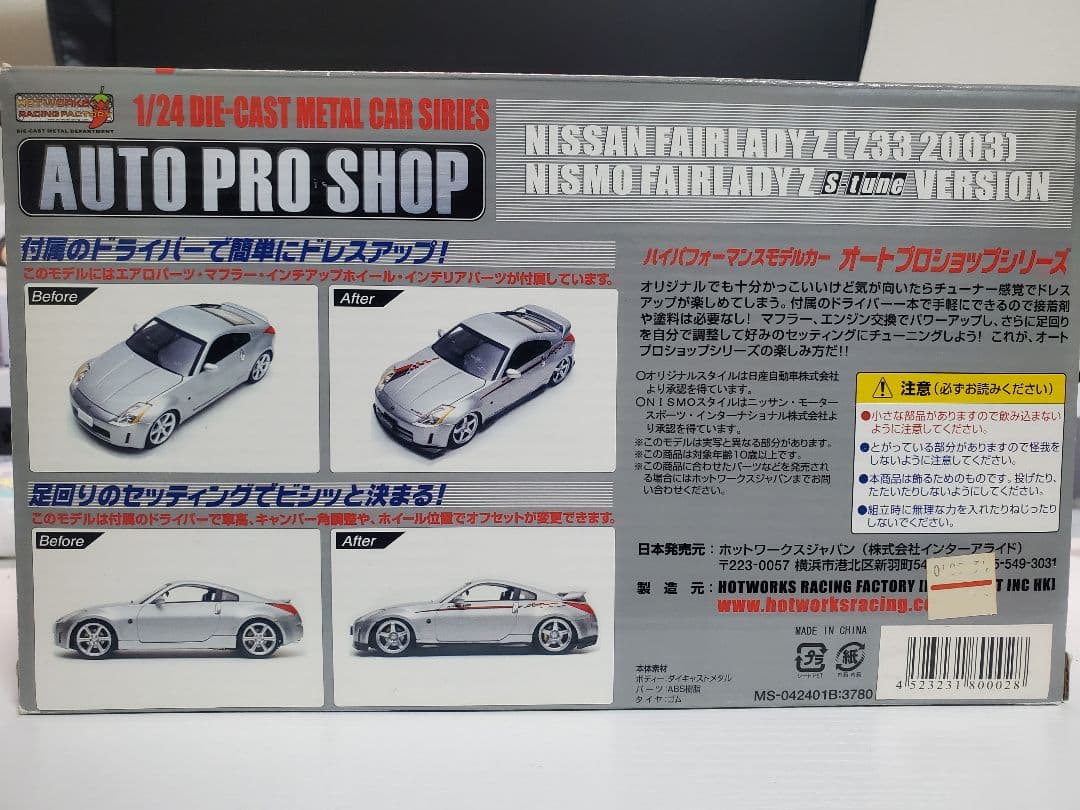 HOTWORKS
RACING FACTORY
DIE-CAST METAL DEPARTMENT
1/24 DIE-CAST METAL CAR SIRIES
AUTO PRO SHOP
NISSAN FAIRLADY Z (Z33 2003)
NISMO FAIRLADY Z S-tune VERSION
付属のドライバーで簡単にドレスアップ!
このモデルにはエアロパーツ・マフラー・インチアップホイール・インテリアパーツが付属しています。
Before
After
足回りのセッティングでビシッと決まる!
このモデルは付属のドライバーで車高、キャンバー角調整や、ホイール位置でオフセットが変更できます。
Before
After
ハイパフォーマンスモデルカー オートプロショップシリーズ
オリジナルでも十分かっこいいけど気が向いたらチューナー感覚でドレス
アップが楽しめてしまう。付属のドライバー一本で手軽にできるので接着剤
や塗料は必要なし! マフラー、エンジン交換でパワーアップし、さらに足回り
を自分で調整して好みのセッティングにチューニングしよう! これが、オート
プロショップシリーズの楽しみ方だ!!
○オリジナルスタイルは日産自動車株式会社
より承認を得ています。
○NISMOスタイルはニッサン・モーター
スポーツ・インターナショナル株式会社よ
り承認を得ています。
※このモデルは実写と異なる部分があります。
※この商品は対象年齢10歳以上です。
※この商品に合わせたパーツなどを発売され
る場合にはホットワークスジャパンまでお問
い合わせください。
注意(必ずお読みください)
●小さな部品がありますので飲み込まない
ように注意してください。
●とがっている部分がありますので怪我を
しないように注意してください。
●本商品は飾るためのものです。投げたり、
たたいたりしないようにしてください。
●組立時に無理な力を入れたりねじったり
しないでください。
日本発売元:ホットワークスジャパン(株式会社インターアライド)
〒223-0057 横浜市港北区新羽町54 5-549-3031
製造元:HOTWORKS RACING FACTORY T INC HK)
www.hotworksracing.c
MADE IN CHINA
プラ
シートPET
紙
本体素材
ボディー:ダイキャストメタル
パーツ:ABS樹脂
タイヤ:ゴム
MS-042401B:3780
4 523231 800028